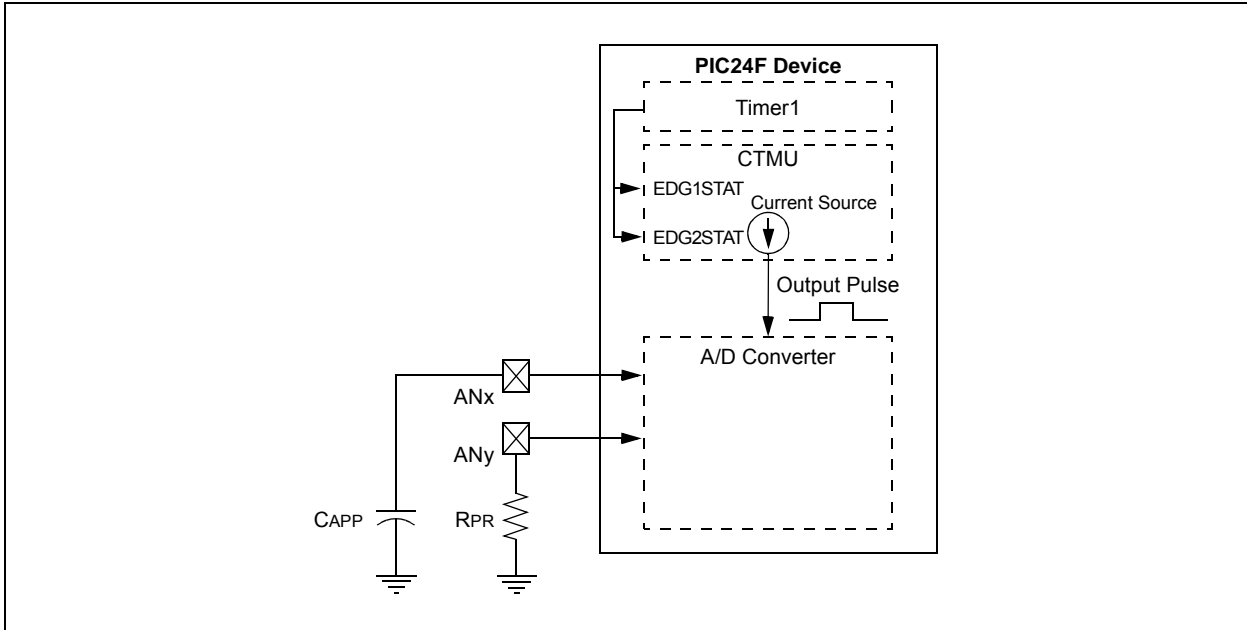 PIC24F Device
Timer1
CTMU
EDG1STAT
Current Source
EDG2STAT
Output Pulse
A/D Converter
ANx
ANy
CAPP
RPR